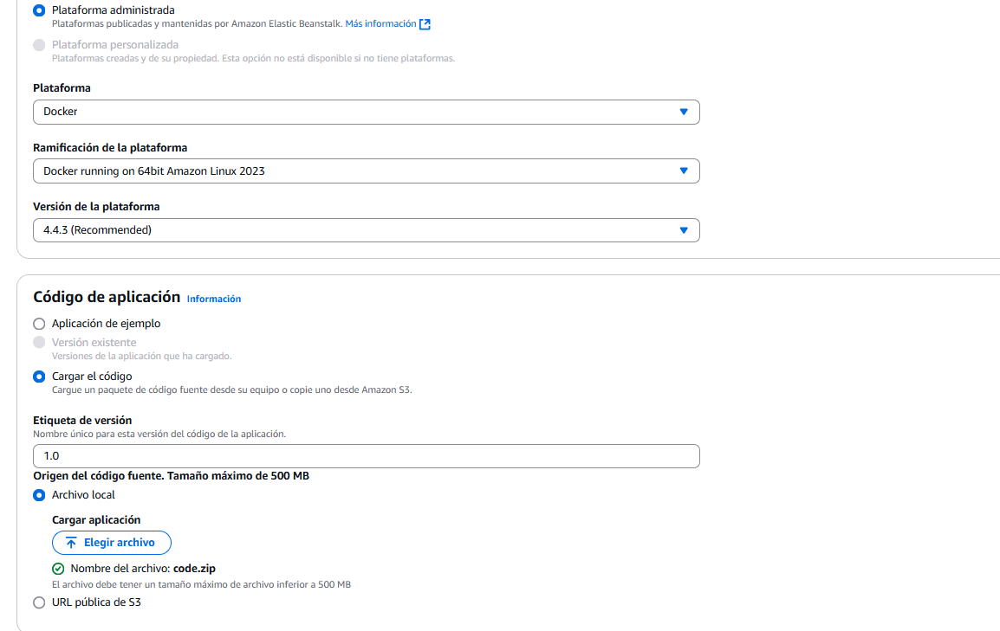 Plataforma administrada
Plataformas publicadas y mantenidas por Amazon Elastic Beanstalk. Más información
Plataforma personalizada
Plataformas creadas y de su propiedad. Esta opción no está disponible si no tiene plataformas.
Plataforma
Docker
Ramificación de la plataforma
Docker running on 64bit Amazon Linux 2023
Versión de la plataforma
4.4.3 (Recommended)
Código de aplicación Información
Aplicación de ejemplo
Versión existente
Versiones de la aplicación que ha cargado.
Cargar el código
Cargue un paquete de código fuente desde su equipo o copie uno desde Amazon S3.
Etiqueta de versión
Nombre único para esta versión del código de la aplicación.
1.0
Origen del código fuente. Tamaño máximo de 500 MB
Archivo local
Cargar aplicación
Elegir archivo
Nombre del archivo: code.zip
El archivo debe tener un tamaño máximo de archivo inferior a 500 MB
URL pública de S3